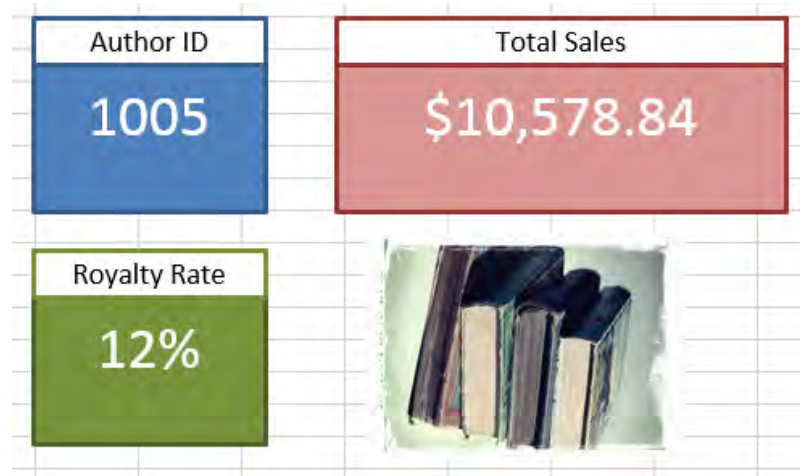 Author ID
1005
Total Sales
$10,578.84
Royalty Rate
12%